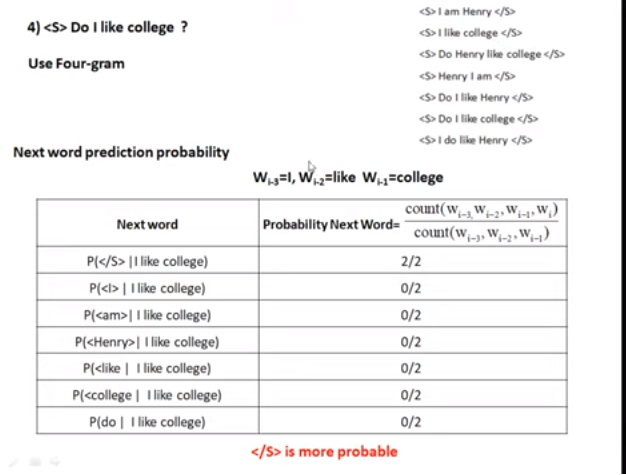 4) <S> Do I like college ?
Use Four-gram
<S> I am Henry </S>
<S> I like college </S>
<S> Do Henry like college </S>
<S> Henry I am </S>
<S> Do I like Henry </S>
<S> Do I like college </S>
<S> I do like Henry </S>
Next word prediction probability
Wᵢ₋₃=I, Wᵢ₋₂=like Wᵢ₋₁=college
Next word
Probability Next Word= count(wᵢ₋₃, wᵢ₋₂, wᵢ₋₁, wᵢ)
count(wᵢ₋₃, wᵢ₋₂, wᵢ₋₁)
P(</S> | I like college) 2/2
P(<I> | I like college) 0/2
P(<am>| I like college) 0/2
P(<Henry>| I like college) 0/2
P(<like | I like college) 0/2
P(<college | I like college) 0/2
P(do | I like college) 0/2
</S> is more probable